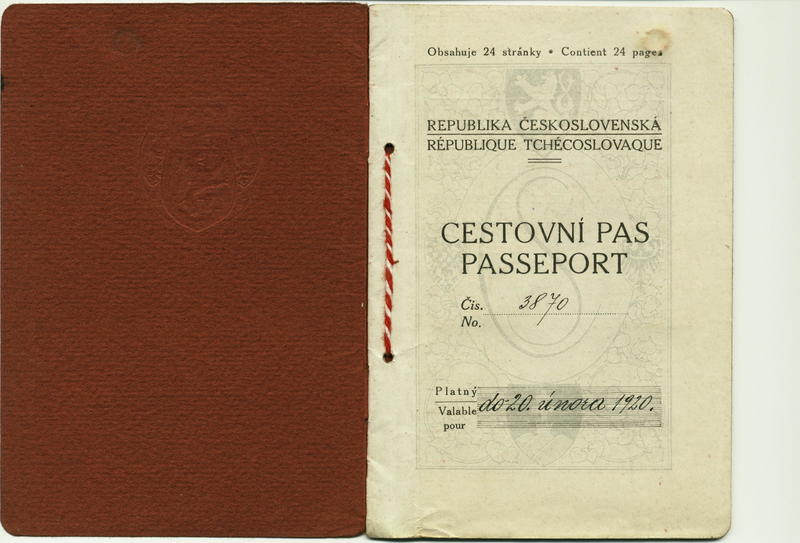 Obsahuje 24 stránky • Contient 24 pages
REPUBLIKA ČESKOSLOVENSKÁ
RÉPUBLIQUE TCHÉCOSLOVAQUE
CESTOVNÍ PAS
PASSEPORT
Čis. 3870
No.
Platný do 20. února 1920.
Valable
pour